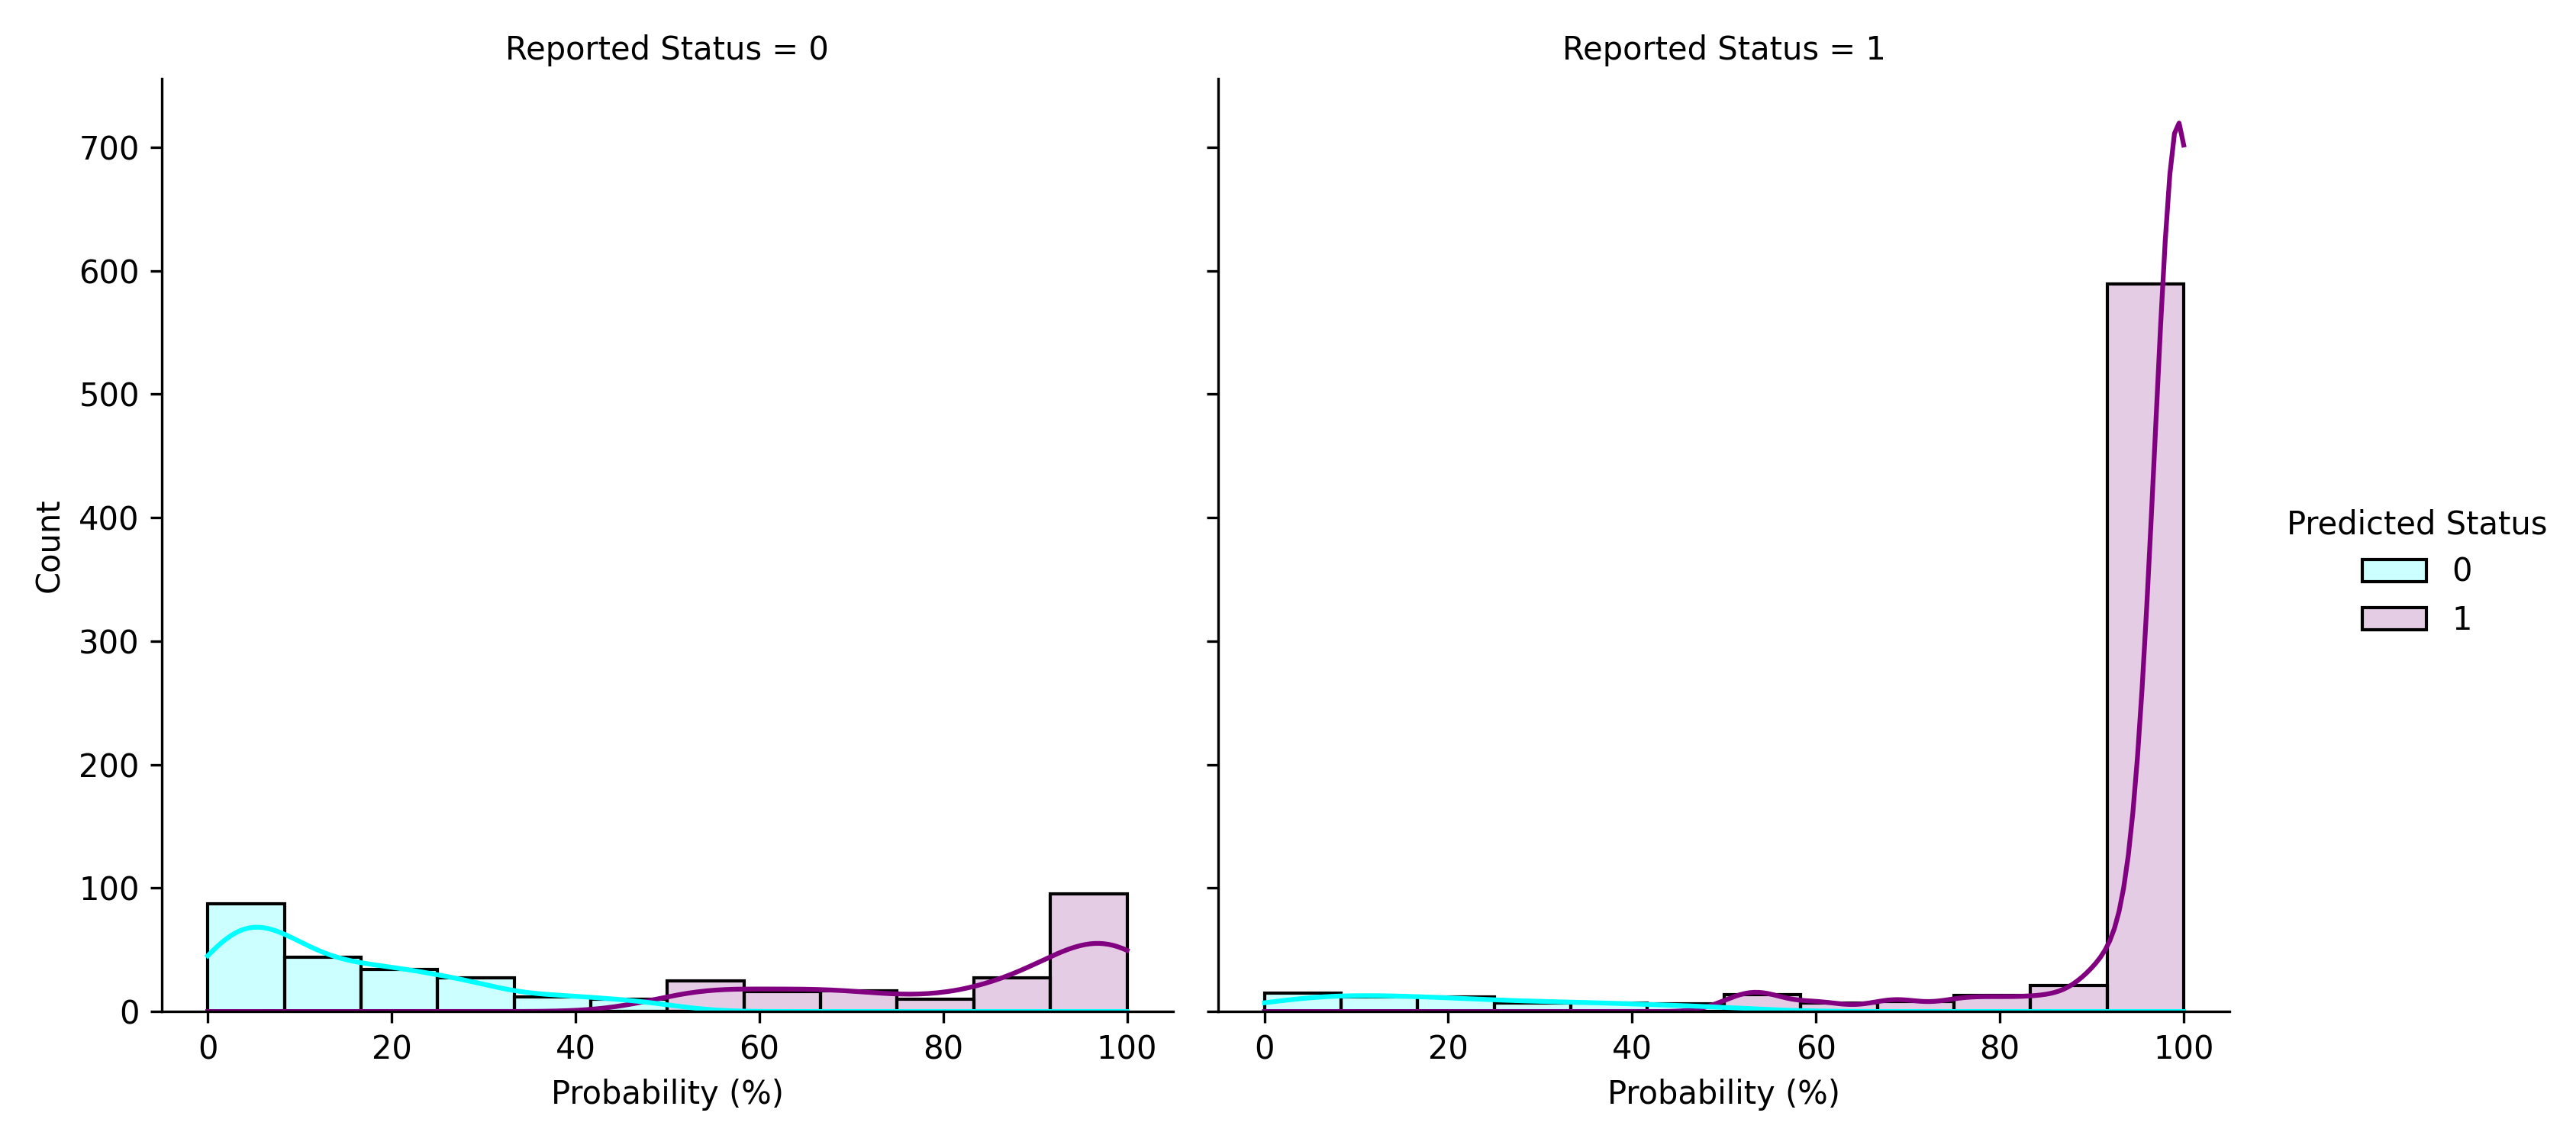 Reported Status = 0
Reported Status = 1
700
600
500
400
300
200
100
0
Count
0 20 40 60 80 100
0 20 40 60 80 100
Probability (%)
Probability (%)
Predicted Status
0
1